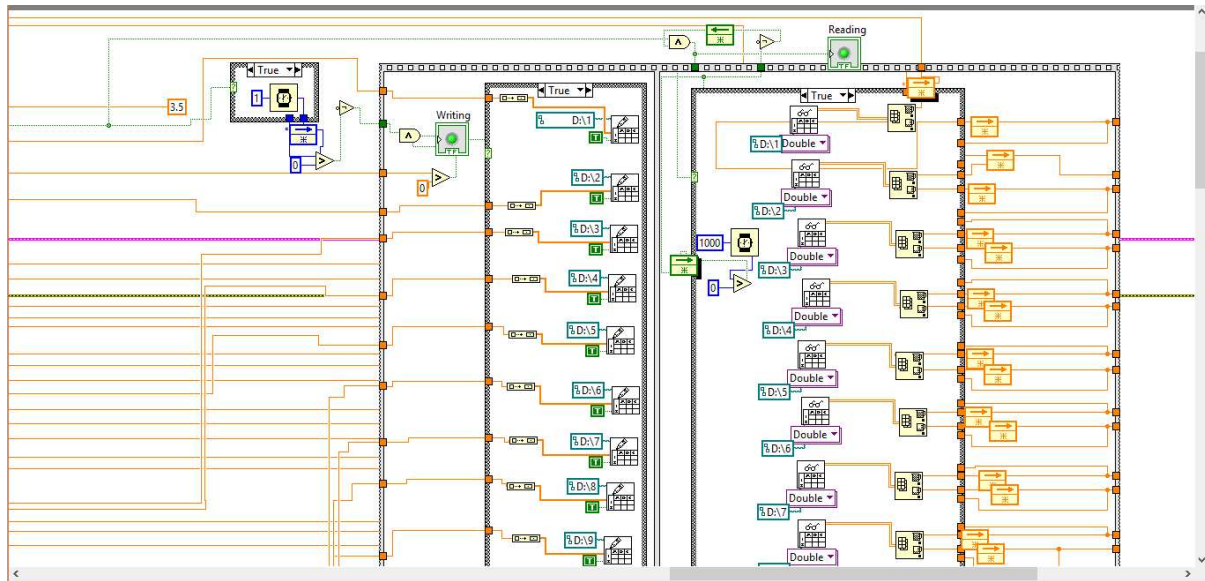 Reading
True
1
3.5
0
Writing
TF
0
True
D:\1
T
D:\2
T
D:\3
T
D:\4
T
D:\5
T
D:\6
T
D:\7
T
D:\8
T
D:\9
T
True
D:\1
Double
Double
D:\2
Double
1000
D:\3
0
Double
D:\4
Double
D:\5
Double
D:\6
Double
D:\7
Double